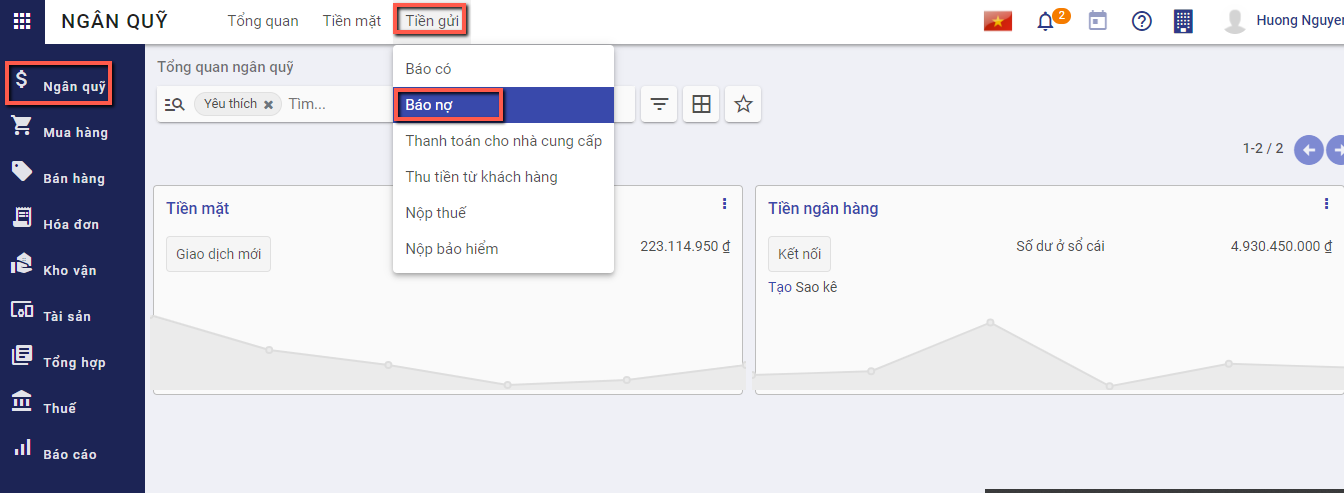 NGÂN QUỸ
Tổng quan
Tiền mặt
Tiền gửi
2
Huong Nguyen
Ngân quỹ
Mua hàng
Bán hàng
Hóa đơn
Kho vận
Tài sản
Tổng hợp
Thuế
Báo cáo
Tổng quan ngân quỹ
Yêu thích
Tìm...
Báo có
Báo nợ
Thanh toán cho nhà cung cấp
Thu tiền từ khách hàng
Nộp thuế
Nộp bảo hiểm
1-2 / 2
Tiền mặt
Giao dịch mới
223.114.950 ₫
Tiền ngân hàng
Kết nối
Số dư ở sổ cái
4.930.450.000 ₫
Tạo Sao kê